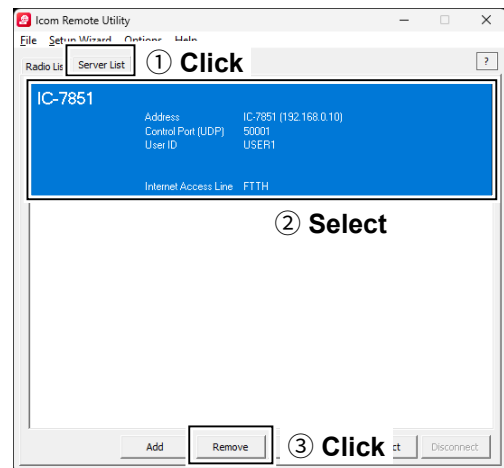 Icom Remote Utility
File Setup Wizard Options Help
Radio Lis Server List ① Click ?
IC-7851
Address IC-7851 (192.168.0.10)
Control Port (UDP) 50001
User ID USER1
Internet Access Line FTTH
② Select
Add Remove ③ Click ct Disconnect